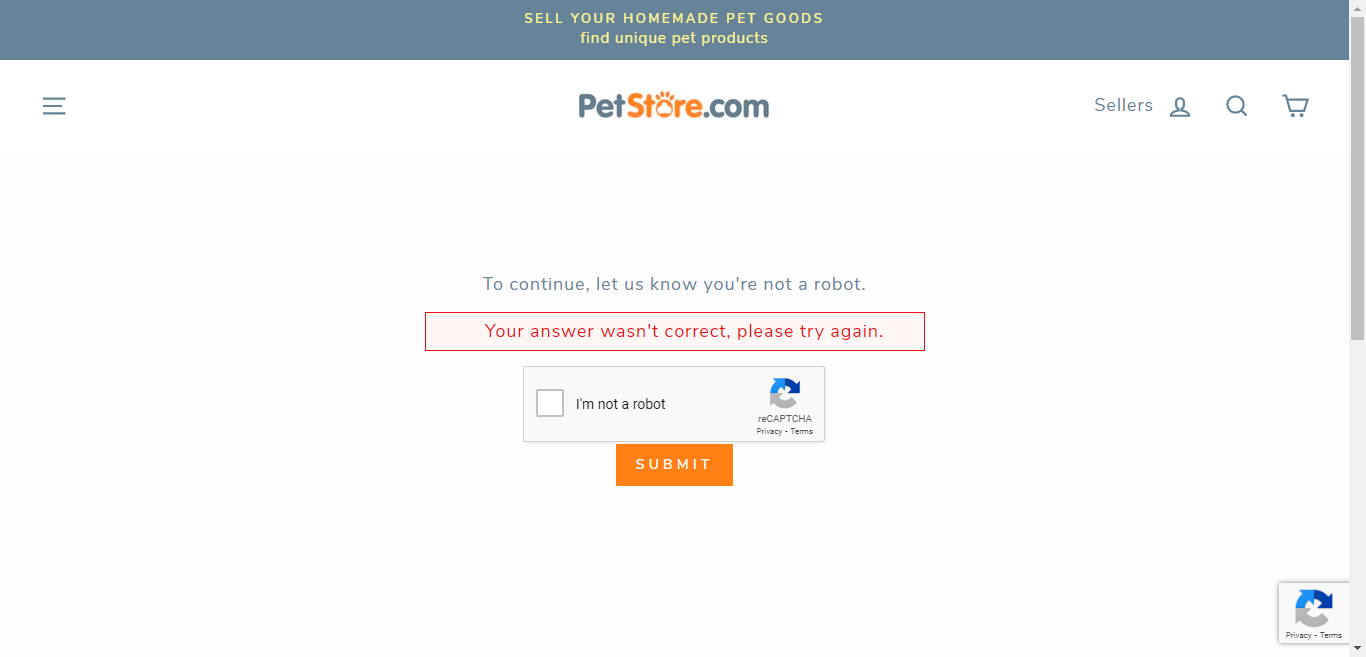 SELL YOUR HOMEMADE PET GOODS
find unique pet products
PetStore.com
Sellers
To continue, let us know you're not a robot.
Your answer wasn't correct, please try again.
I'm not a robot
reCAPTCHA
Privacy - Terms
SUBMIT
Privacy - Terms